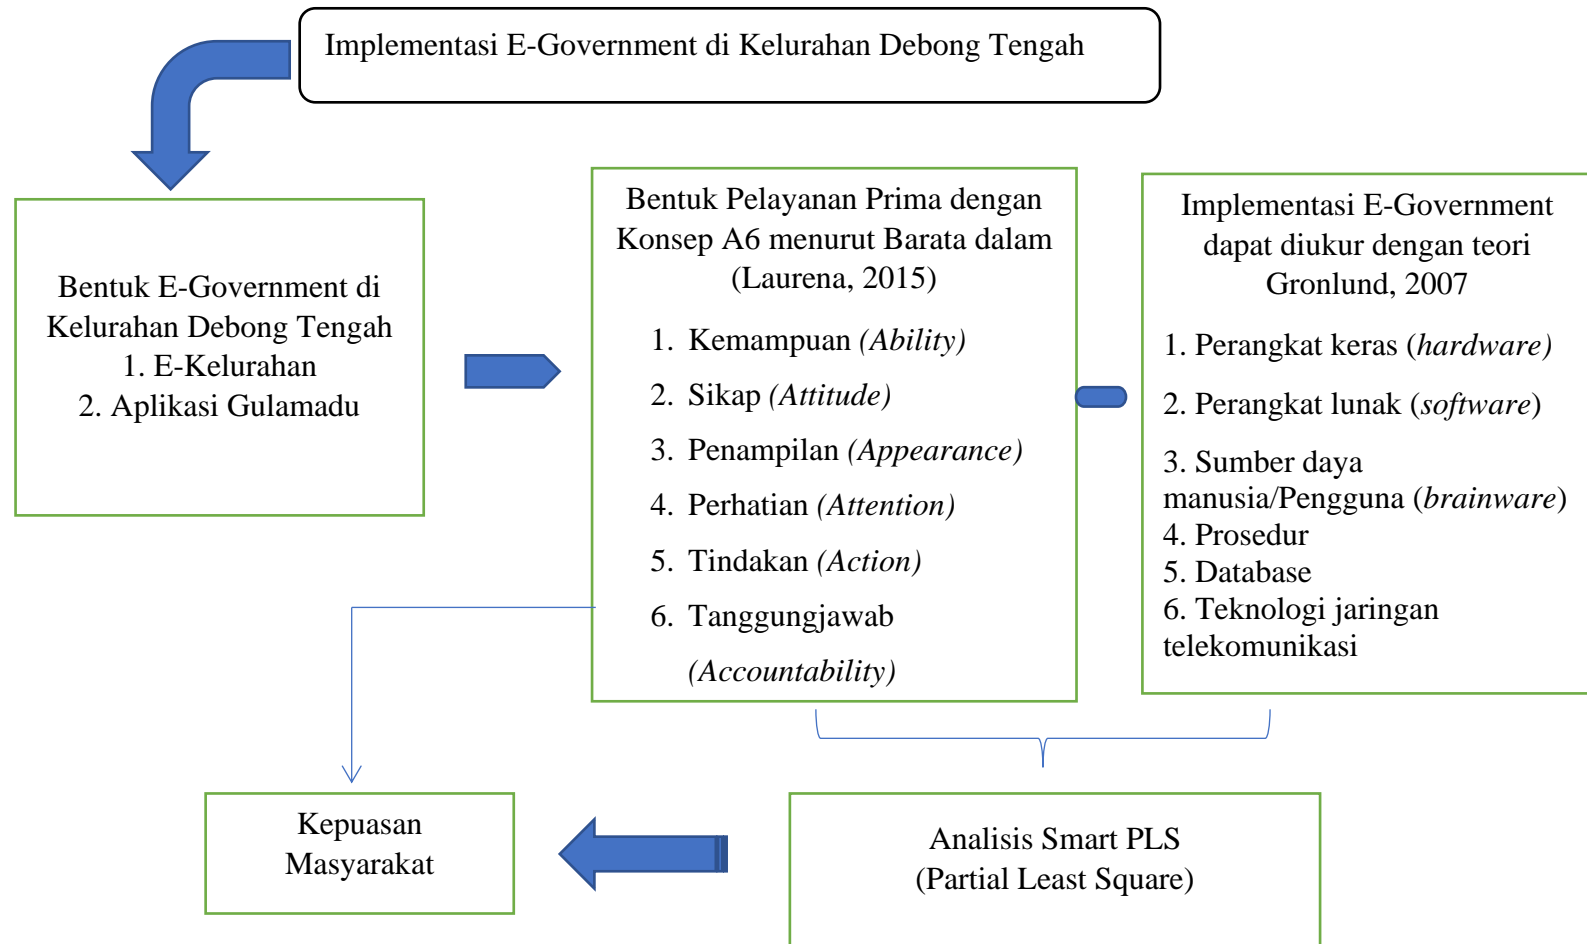 Implementasi E-Government di Kelurahan Debong Tengah
Bentuk E-Government di
Kelurahan Debong Tengah
1. E-Kelurahan
2. Aplikasi Gulamadu
Bentuk Pelayanan Prima dengan
Konsep A6 menurut Barata dalam
(Laurena, 2015)
1. Kemampuan (Ability)
2. Sikap (Attitude)
3. Penampilan (Appearance)
4. Perhatian (Attention)
5. Tindakan (Action)
6. Tanggungjawab
(Accountability)
Implementasi E-Government
dapat diukur dengan teori
Gronlund, 2007
1. Perangkat keras (hardware)
2. Perangkat lunak (software)
3. Sumber daya
manusia/Pengguna (brainware)
4. Prosedur
5. Database
6. Teknologi jaringan
telekomunikasi
Kepuasan
Masyarakat
Analisis Smart PLS
(Partial Least Square)